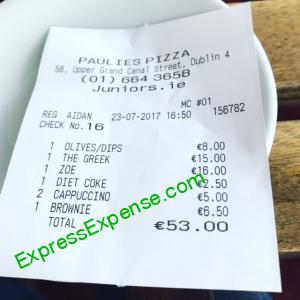 PAULIES PIZZA
58, Upper Grand Canal Street, Dublin 4
(01) 664 3658
Juniors.ie
MC #01
REG AIDAN 23-07-2017 16:50 156782
CHECK No.16
1 OLIVES/DIPS €8.00
1 THE GREEK €15.00
1 ZOE €16.00
1 DIET COKE €2.50
2 CAPPUCCINO €5.00
1 BROWNIE €6.50
TOTAL €53.00
ExpressExpense.com